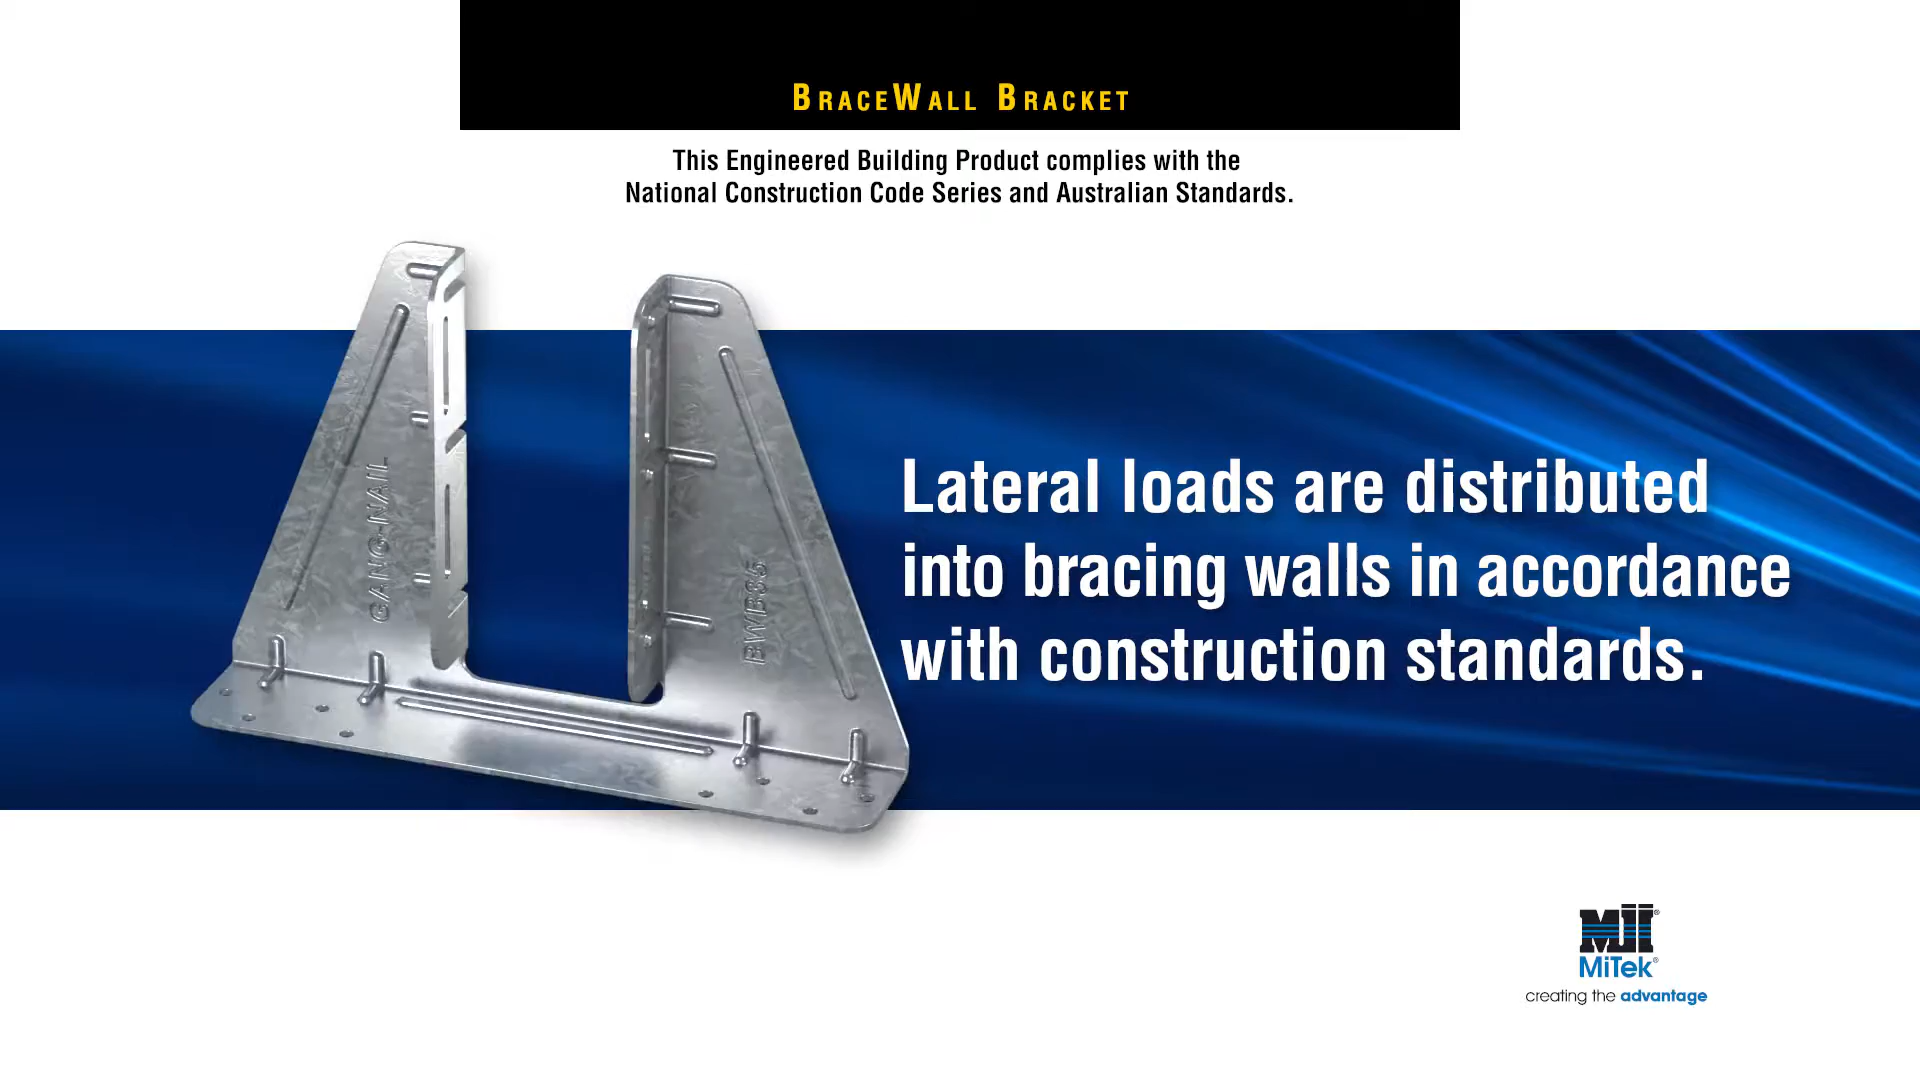 BRACEWALL BRACKET
This Engineered Building Product complies with the
National Construction Code Series and Australian Standards.
GANG-NAIL
BWB35
Lateral loads are distributed
into bracing walls in accordance
with construction standards.
MiTek®
creating the advantage